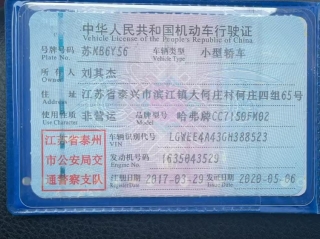 中华人民共和国机动车行驶证
Vehicle License of the People's Republic of China
号牌号码 苏KB6Y56 车辆类型 小型轿车
Plate No. Vehicle Type
所有人 刘其杰
Owner
住址 江苏省泰兴市滨江镇大何庄村何庄四组65号
Address
使用性质 非营运 品牌型号 哈弗牌CC7150FM02
Use Character Model
江苏省泰州
市公安局交
通警察支队
车辆识别代号 LGWEE4A43GH388523
VIN
发动机号码 1635043529
Engine No.
注册日期 2017-03-29 发证日期 2020-05-06
Register Date Issue Date